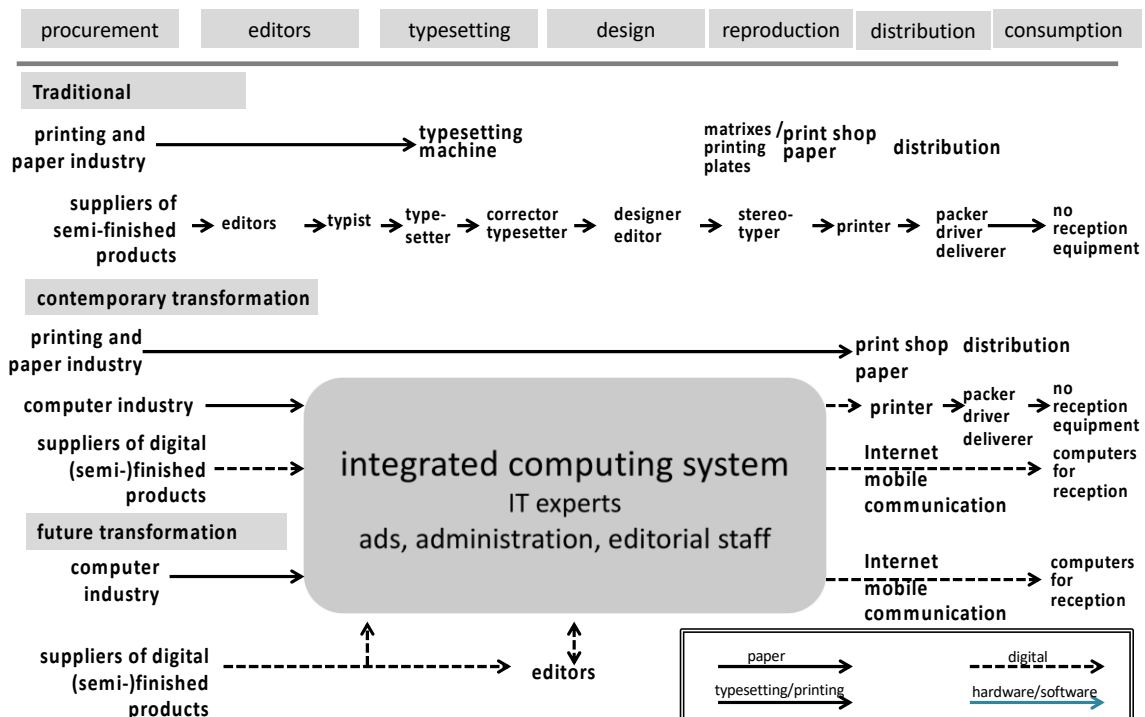 procurement editors typesetting design reproduction distribution consumption
Traditional
printing and
paper industry
typesetting
machine
matrixes /
printing
plates
print shop
paper
distribution
suppliers of
semi-finished
products
editors
typist
type-
setter
corrector
typesetter
designer
editor
stereo-
typer
printer
packer
driver
deliverer
no
reception
equipment
contemporary transformation
printing and
paper industry
print shop
paper
distribution
computer industry
printer
packer
driver
deliverer
no
reception
equipment
suppliers of digital
(semi-)finished
products
integrated computing system
IT experts
ads, administration, editorial staff
Internet
mobile
communication
computers
for
reception
future transformation
computer
industry
Internet
mobile
communication
computers
for
reception
suppliers of digital
(semi-)finished
products
editors
paper
digital
typesetting/printing
hardware/software